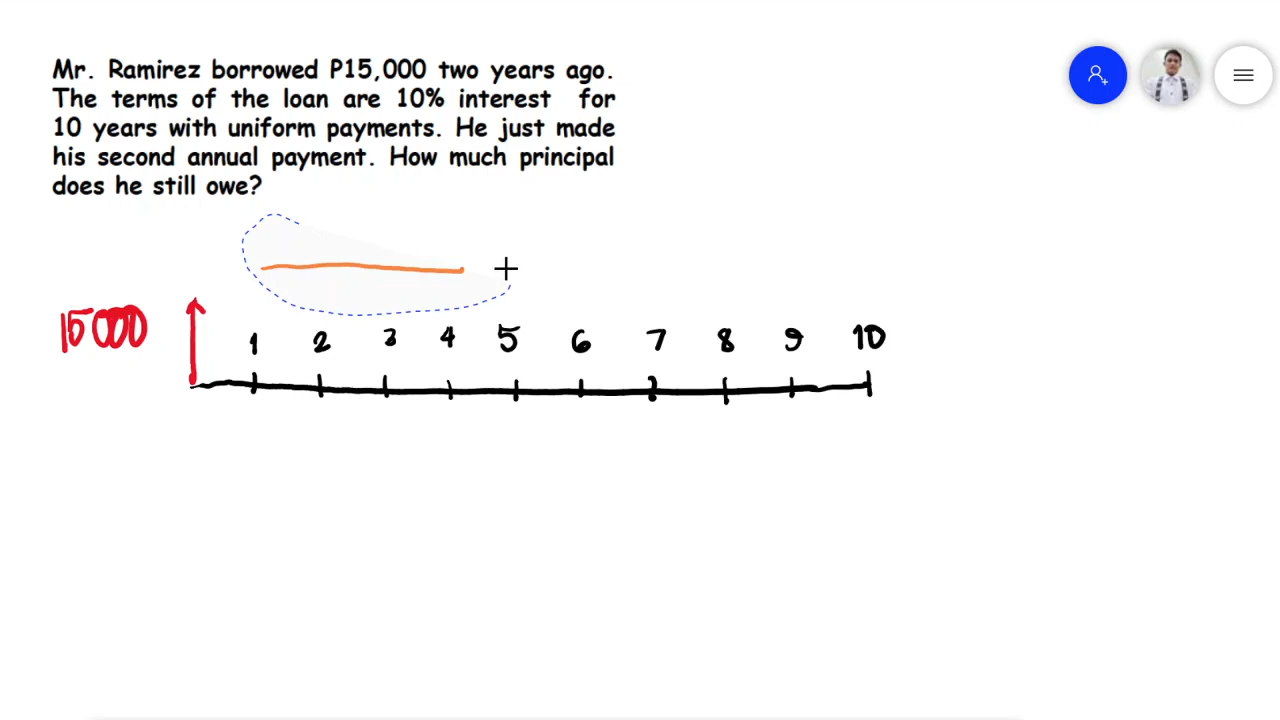 Mr. Ramirez borrowed P15,000 two years ago.
The terms of the loan are 10% interest for
10 years with uniform payments. He just made
his second annual payment. How much principal
does he still owe?
15000
1 2 3 4 5 6 7 8 9 10